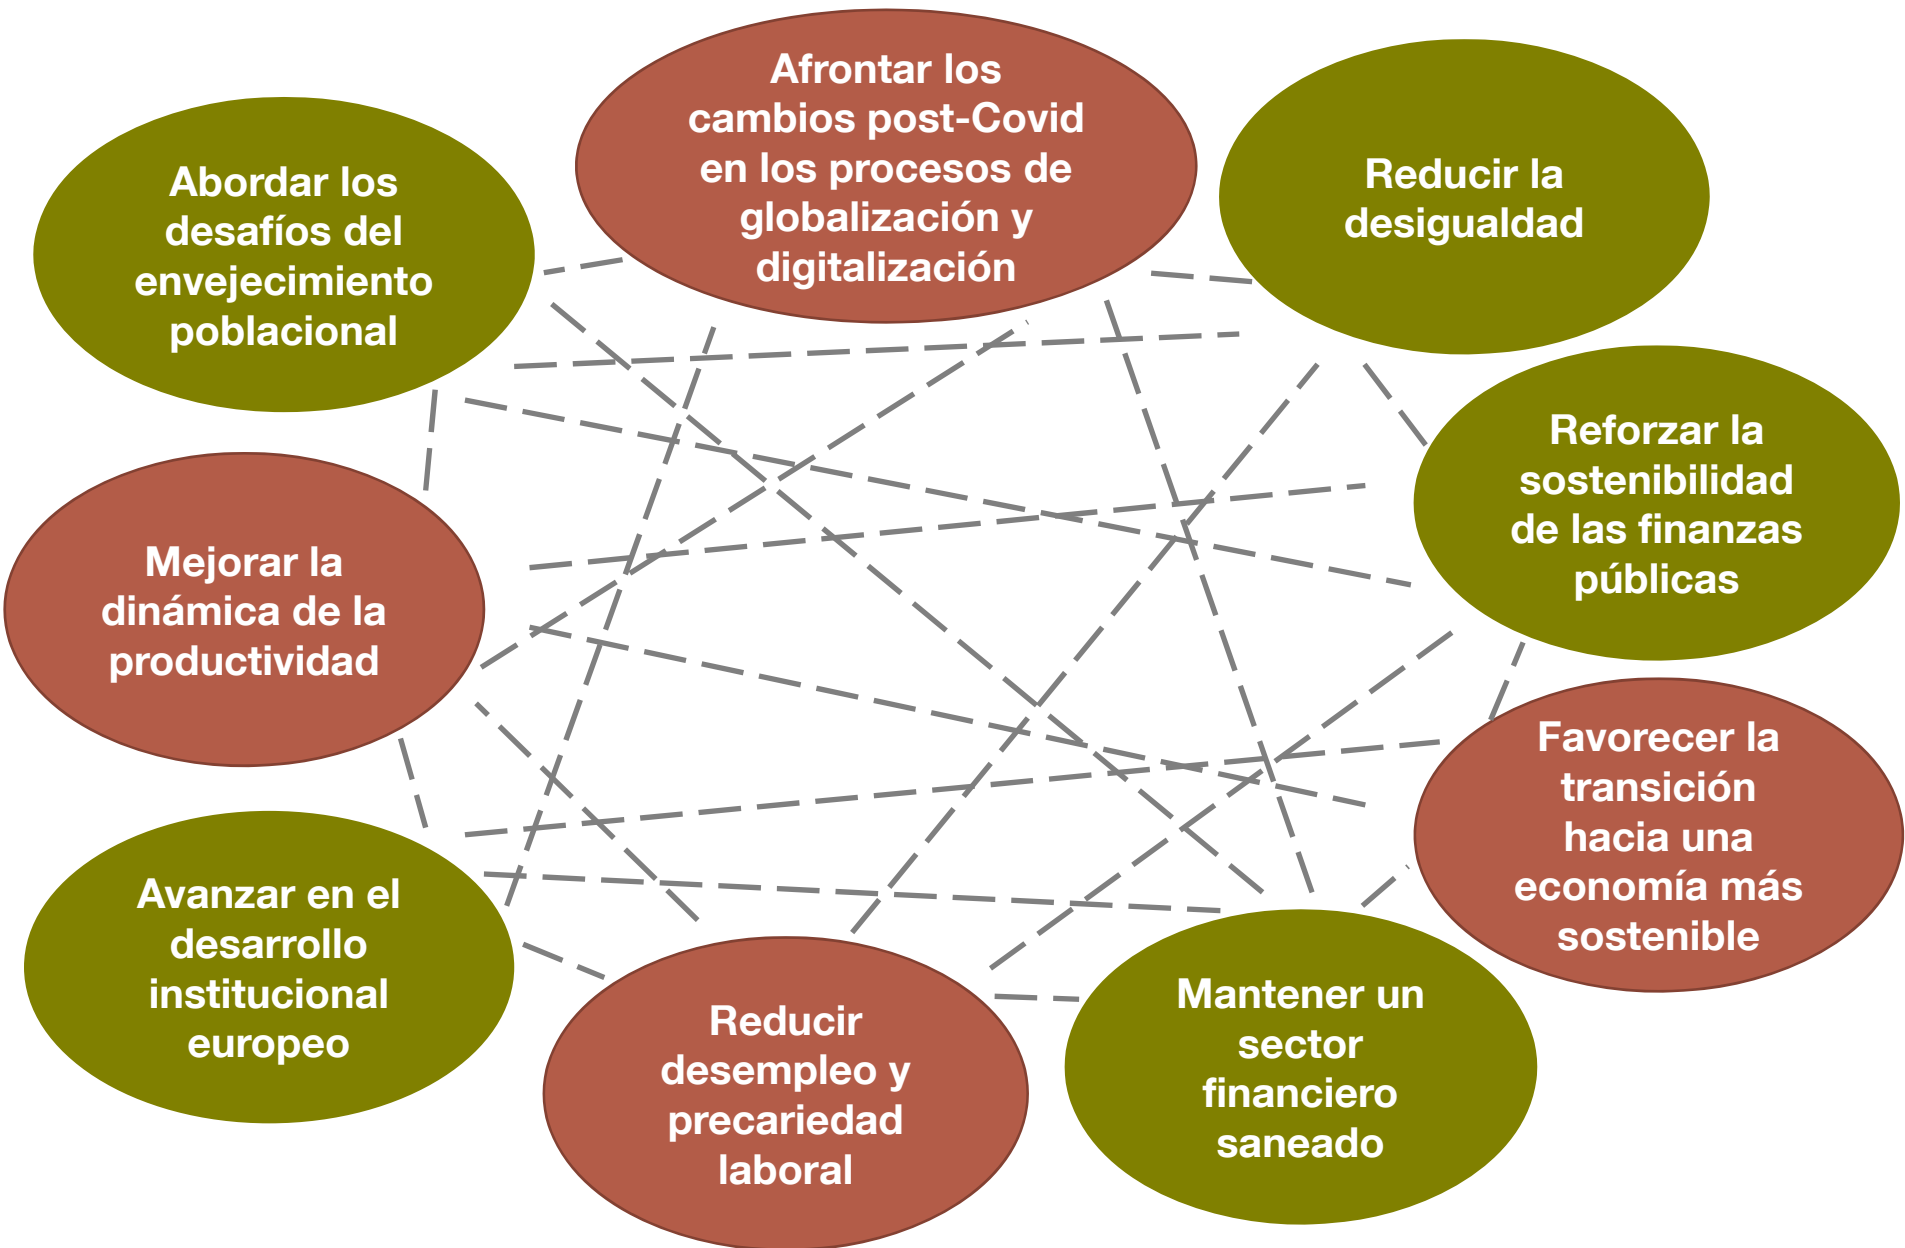 Afrontar los
cambios post-Covid
en los procesos de
globalización y
digitalización
Abordar los
desafíos del
envejecimiento
poblacional
Reducir la
desigualdad
Reforzar la
sostenibilidad
de las finanzas
públicas
Mejorar la
dinámica de la
productividad
Favorecer la
transición
hacia una
economía más
sostenible
Avanzar en el
desarrollo
institucional
europeo
Reducir
desempleo y
precariedad
laboral
Mantener un
sector
financiero
saneado